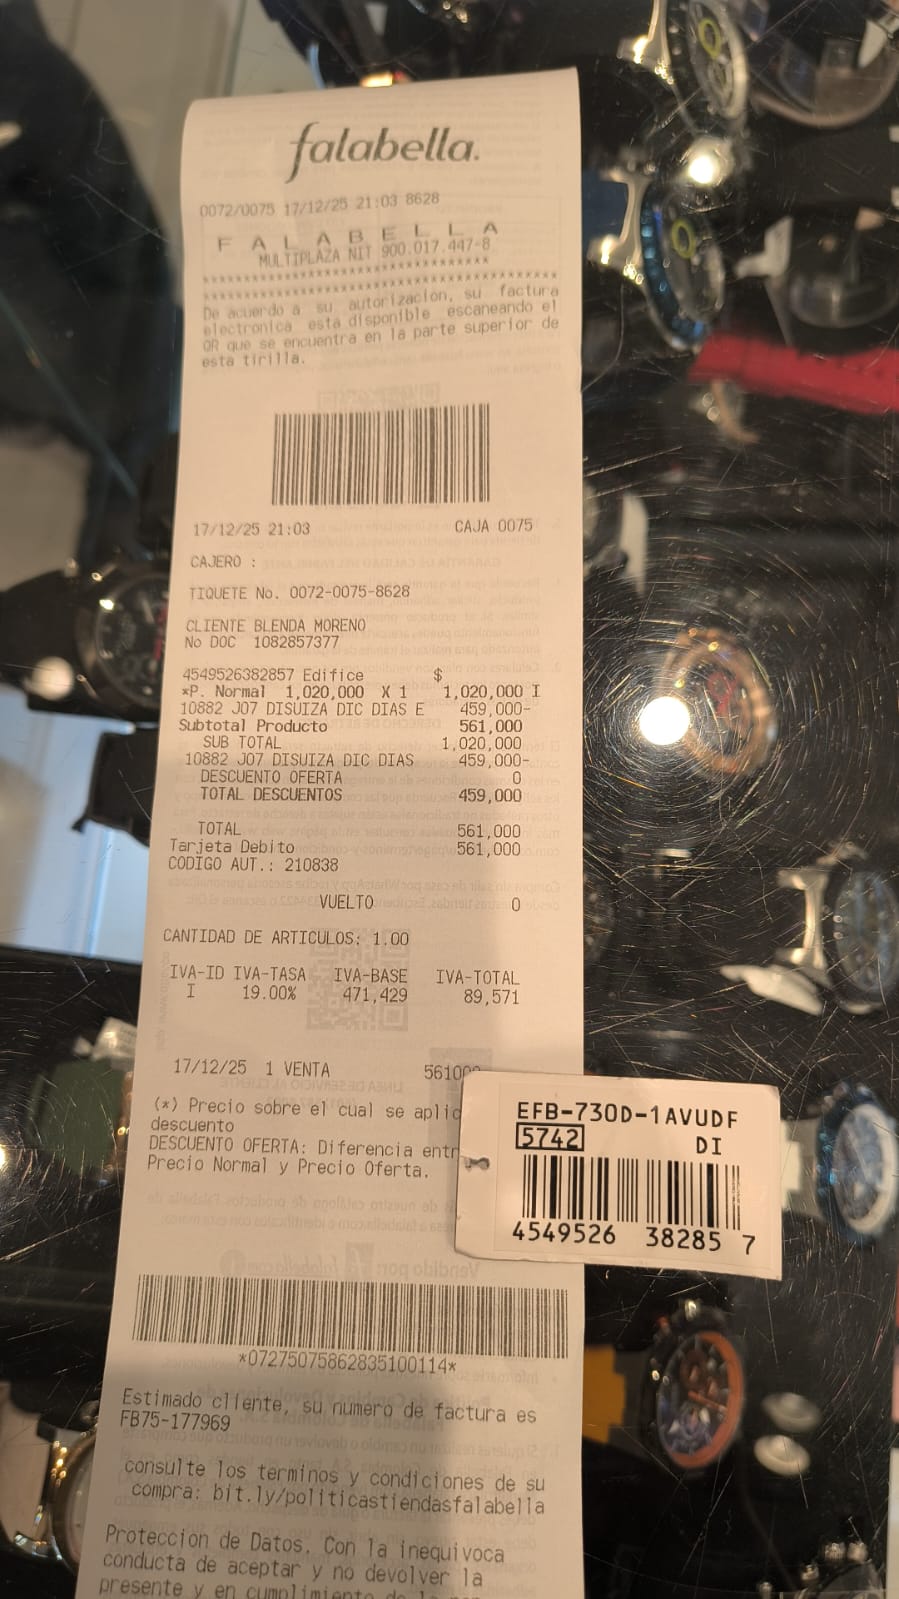 falabella.
0072/0075 17/12/25 21:03 8628
F A L A B E L L A
MULTIPLAZA NIT 900.017.447-8
De acuerdo a su autorizacion, su factura
electronica esta disponible escaneando el
QR que se encuentra en la parte superior de
esta tirilla.
17/12/25 21:03 CAJA 0075
CAJERO :
TIQUETE No. 0072-0075-8628
CLIENTE BLENDA MORENO
No DOC 1082857377
4549526382857 Edifice $
*P. Normal 1,020,000 X 1 1,020,000 I
10882 J07 DISUIZA DIC DIAS E 459,000-
Subtotal Producto 561,000
SUB TOTAL 1,020,000
10882 J07 DISUIZA DIC DIAS 459,000-
DESCUENTO OFERTA 0
TOTAL DESCUENTOS 459,000
TOTAL 561,000
Tarjeta Debito 561,000
CODIGO AUT.: 210838
VUELTO 0
CANTIDAD DE ARTICULOS: 1.00
IVA-ID IVA-TASA IVA-BASE IVA-TOTAL
I 19.00% 471,429 89,571
17/12/25 1 VENTA 561000
(*) Precio sobre el cual se aplic
descuento
DESCUENTO OFERTA: Diferencia entr
Precio Normal y Precio Oferta.
EFB-730D-1AVUDF
5742 DI
4549526 38285 7
*07275075862835100114*
Estimado cliente, su numero de factura es
FB75-177969
consulte los terminos y condiciones de su
compra: bit.ly/politicastiendasfalabella
Proteccion de Datos. Con la inequivoca
conducta de aceptar y no devolver la
presente y en cumplimiento de